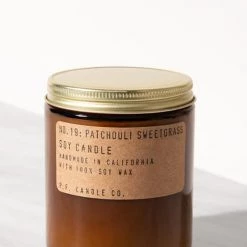 NO. 19: PATCHOULI SWEETGRASS
SOY CANDLE
HANDMADE IN CALIFORNIA
WITH 100% SOY WAX
P.F. CANDLE CO.